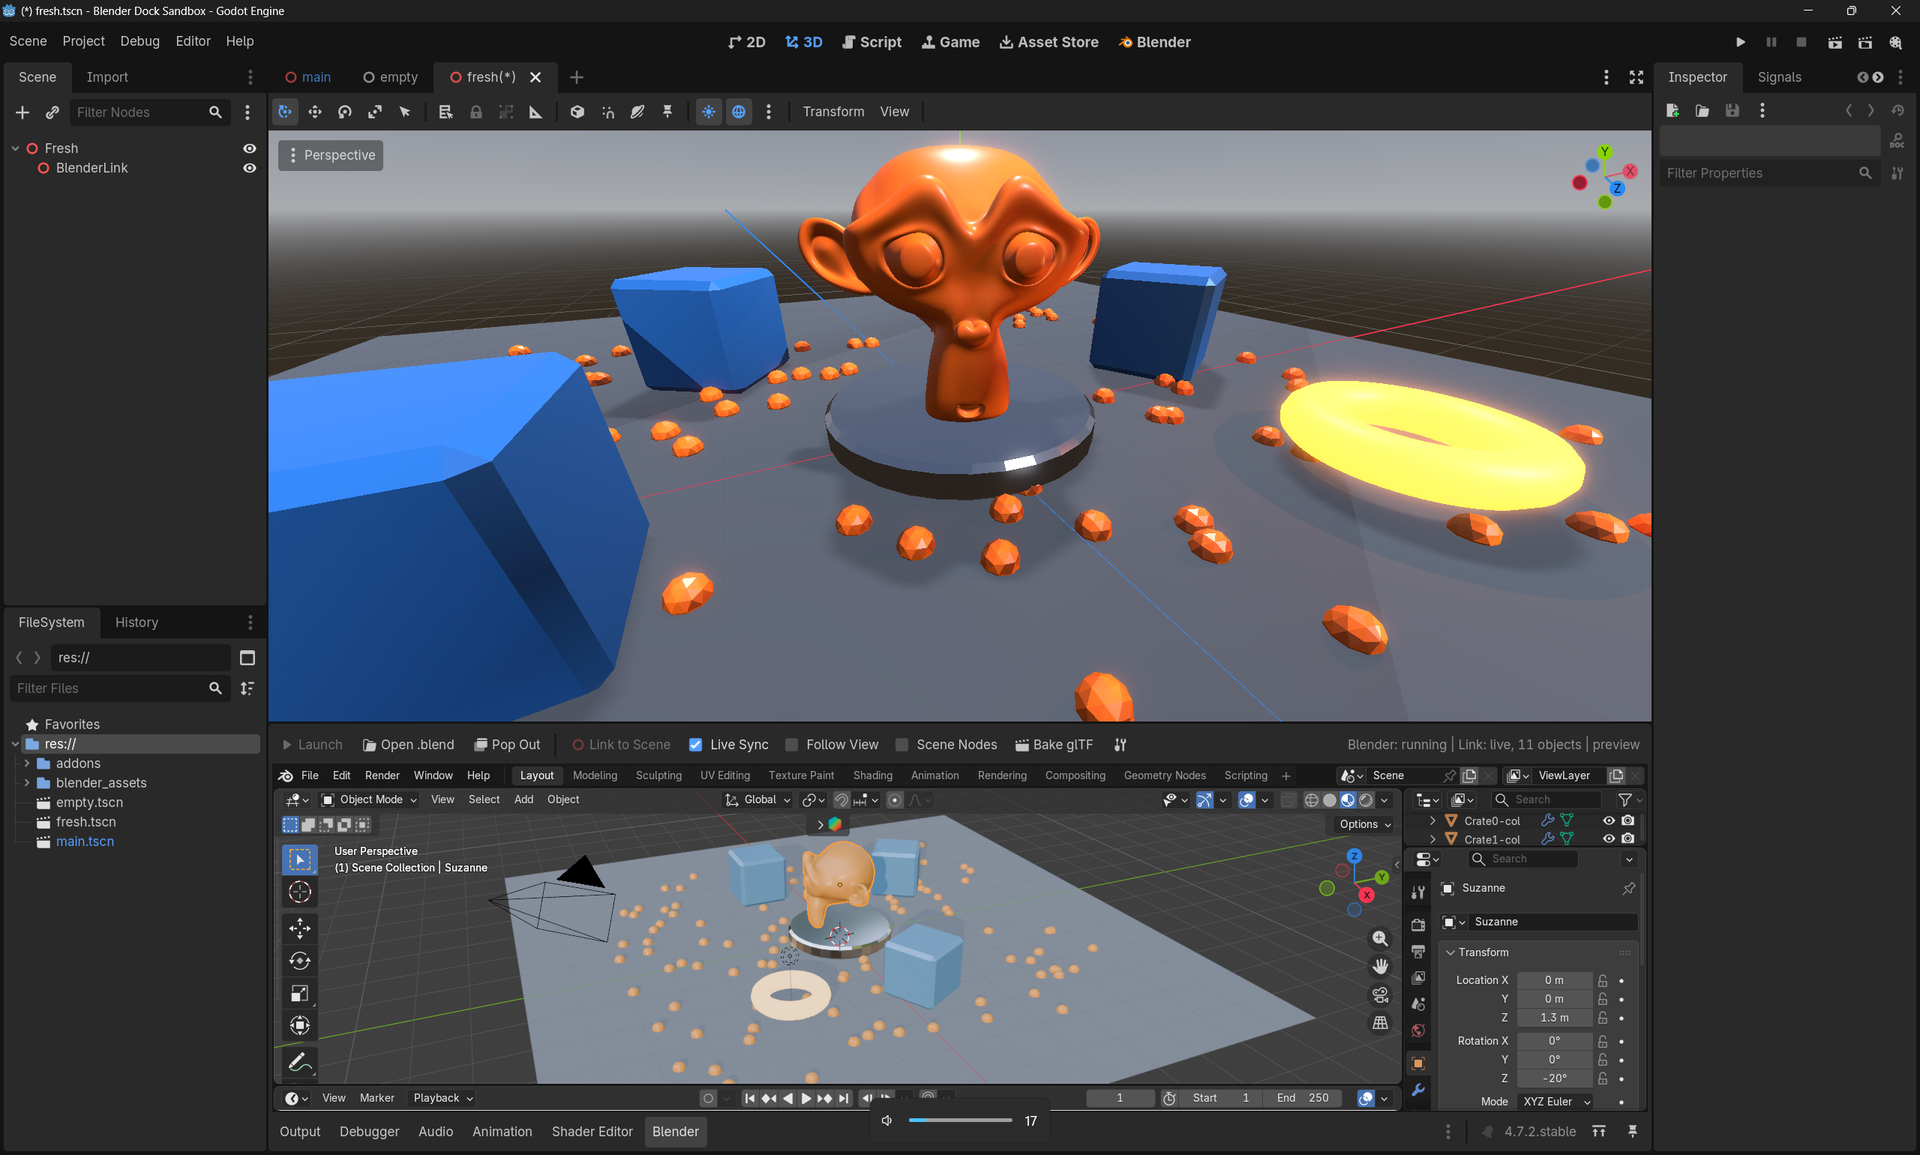 (*) fresh.tscn - Blender Dock Sandbox - Godot Engine
Scene Project Debug Editor Help
2D 3D Script Game Asset Store Blender
Scene Import
main empty fresh(*)
Inspector Signals
Filter Nodes
Transform View
Fresh
BlenderLink
Perspective
Y
X
Z
DOC
Filter Properties
FileSystem History
res://
Filter Files
Favorites
res://
addons
blender_assets
empty.tscn
fresh.tscn
main.tscn
Launch Open .blend Pop Out Link to Scene Live Sync Follow View Scene Nodes Bake glTF
Blender: running | Link: live, 11 objects | preview
File Edit Render Window Help Layout Modeling Sculpting UV Editing Texture Paint Shading Animation Rendering Compositing Geometry Nodes Scripting + Scene ViewLayer
Object Mode View Select Add Object Global
Search
Options
Crate0-col
Crate1-col
User Perspective
(1) Scene Collection | Suzanne
Z
Y
X
Search
Suzanne
Suzanne
Transform
Location X 0 m
Y 0 m
Z 1.3 m
Rotation X 0°
Y 0°
Z -20°
Mode XYZ Euler
View Marker Playback
1 Start 1 End 250
17
Output Debugger Audio Animation Shader Editor Blender
4.7.2.stable